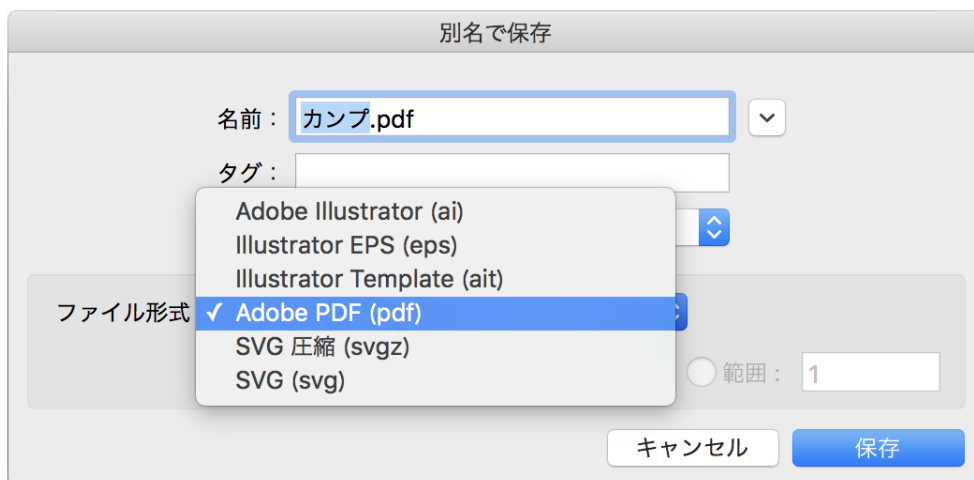 別名で保存
名前： カンプ.pdf
タグ：
Adobe Illustrator (ai)
Illustrator EPS (eps)
Illustrator Template (ait)
ファイル形式 ✓ Adobe PDF (pdf)
SVG 圧縮 (svgz)
SVG (svg)
範囲： 1
キャンセル 保存